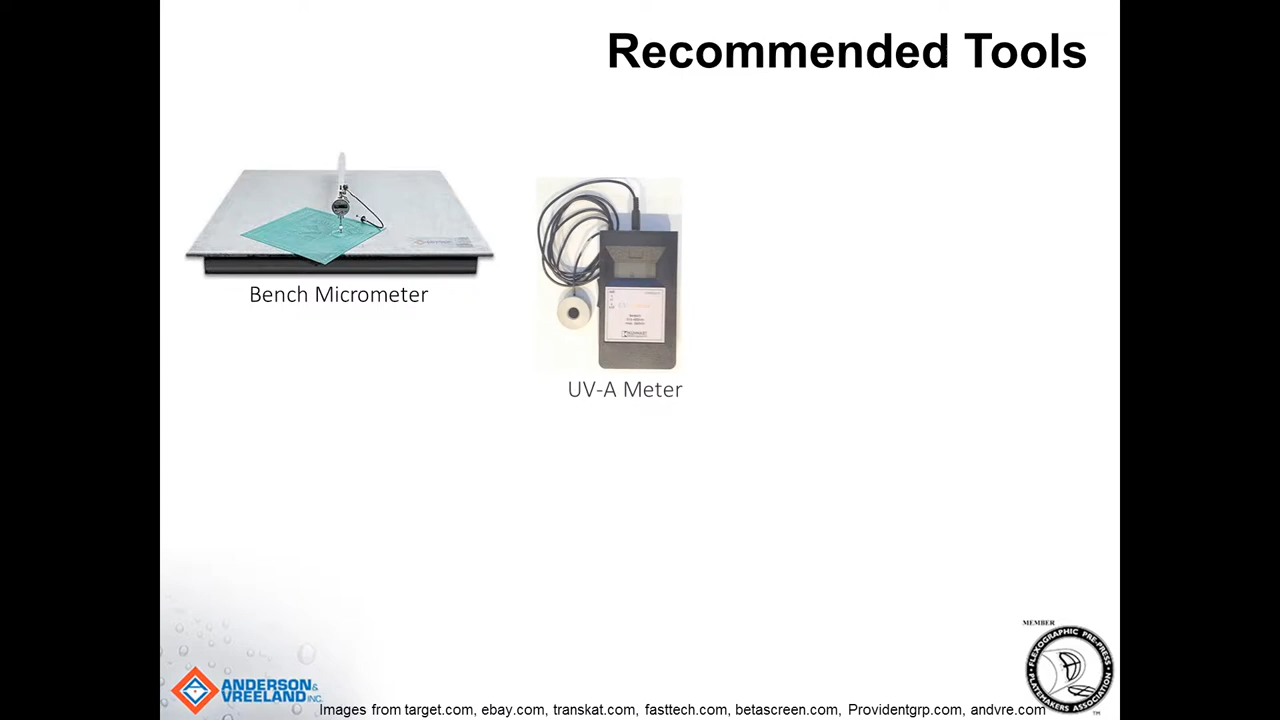 Recommended Tools
Bench Micrometer
UV-A Meter
MEMBER
FLEXOGRAPHIC PRE-PRESS
PLATEMAKERS ASSOCIATION
TM
ANDERSON &
VREELAND INC.
Images from target.com, ebay.com, transkat.com, fasttech.com, betascreen.com, Providentgrp.com, andvre.com